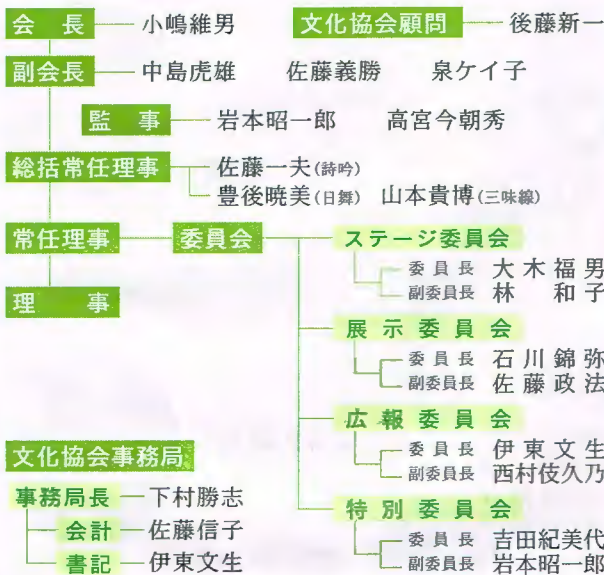 会長 小嶋維男 文化協会顧問 後藤新一
副会長 中島虎雄 佐藤義勝 泉ケイ子
監事 岩本昭一郎 高宮今朝秀
総括常任理事 佐藤一夫(詩吟)
豊後暁美(日舞) 山本貴博(三味線)
常任理事 委員会 ステージ委員会
委員長 大木福男
副委員長 林和子
理事
展示委員会
委員長 石川錦弥
副委員長 佐藤政法
広報委員会
委員長 伊東文生
副委員長 西村伎久乃
特別委員会
委員長 吉田紀美代
副委員長 岩本昭一郎
文化協会事務局
事務局長 下村勝志
会計 佐藤信子
書記 伊東文生